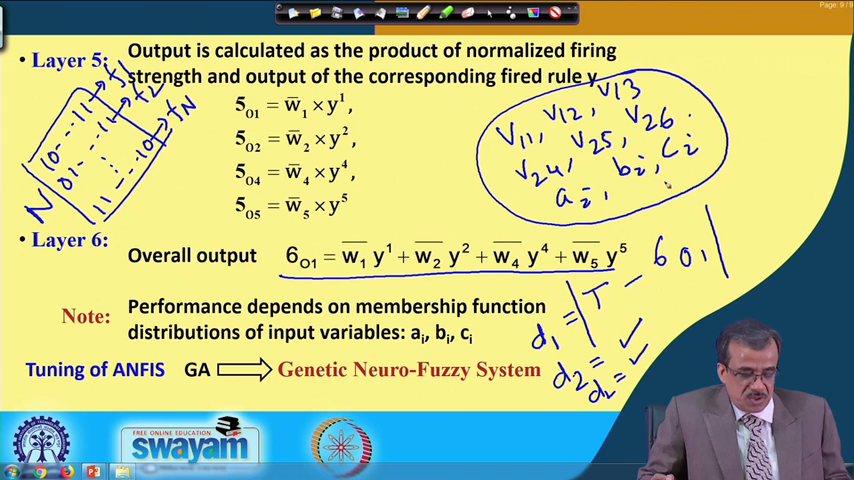 Page: 9 / 9
• Layer 5: Output is calculated as the product of normalized firing
strength and output of the corresponding fired rule y
5O1 = w̅1 × y¹,
5O2 = w̅2 × y²,
5O4 = w̅4 × y⁴,
5O5 = w̅5 × y⁵
10---11→f1
01---11→f2
11---10→fN
N
V11, V12, V13
V24, V25, V26
ai, bi, ci
• Layer 6:
Overall output 6O1 = w̅1 y¹ + w̅2 y² + w̅4 y⁴ + w̅5 y⁵
d1 = |T - 6O1|
d2 = ✓
d2 = ✓
Note: Performance depends on membership function
distributions of input variables: ai, bi, ci
Tuning of ANFIS GA Genetic Neuro-Fuzzy System
FREE ONLINE EDUCATION
swayam